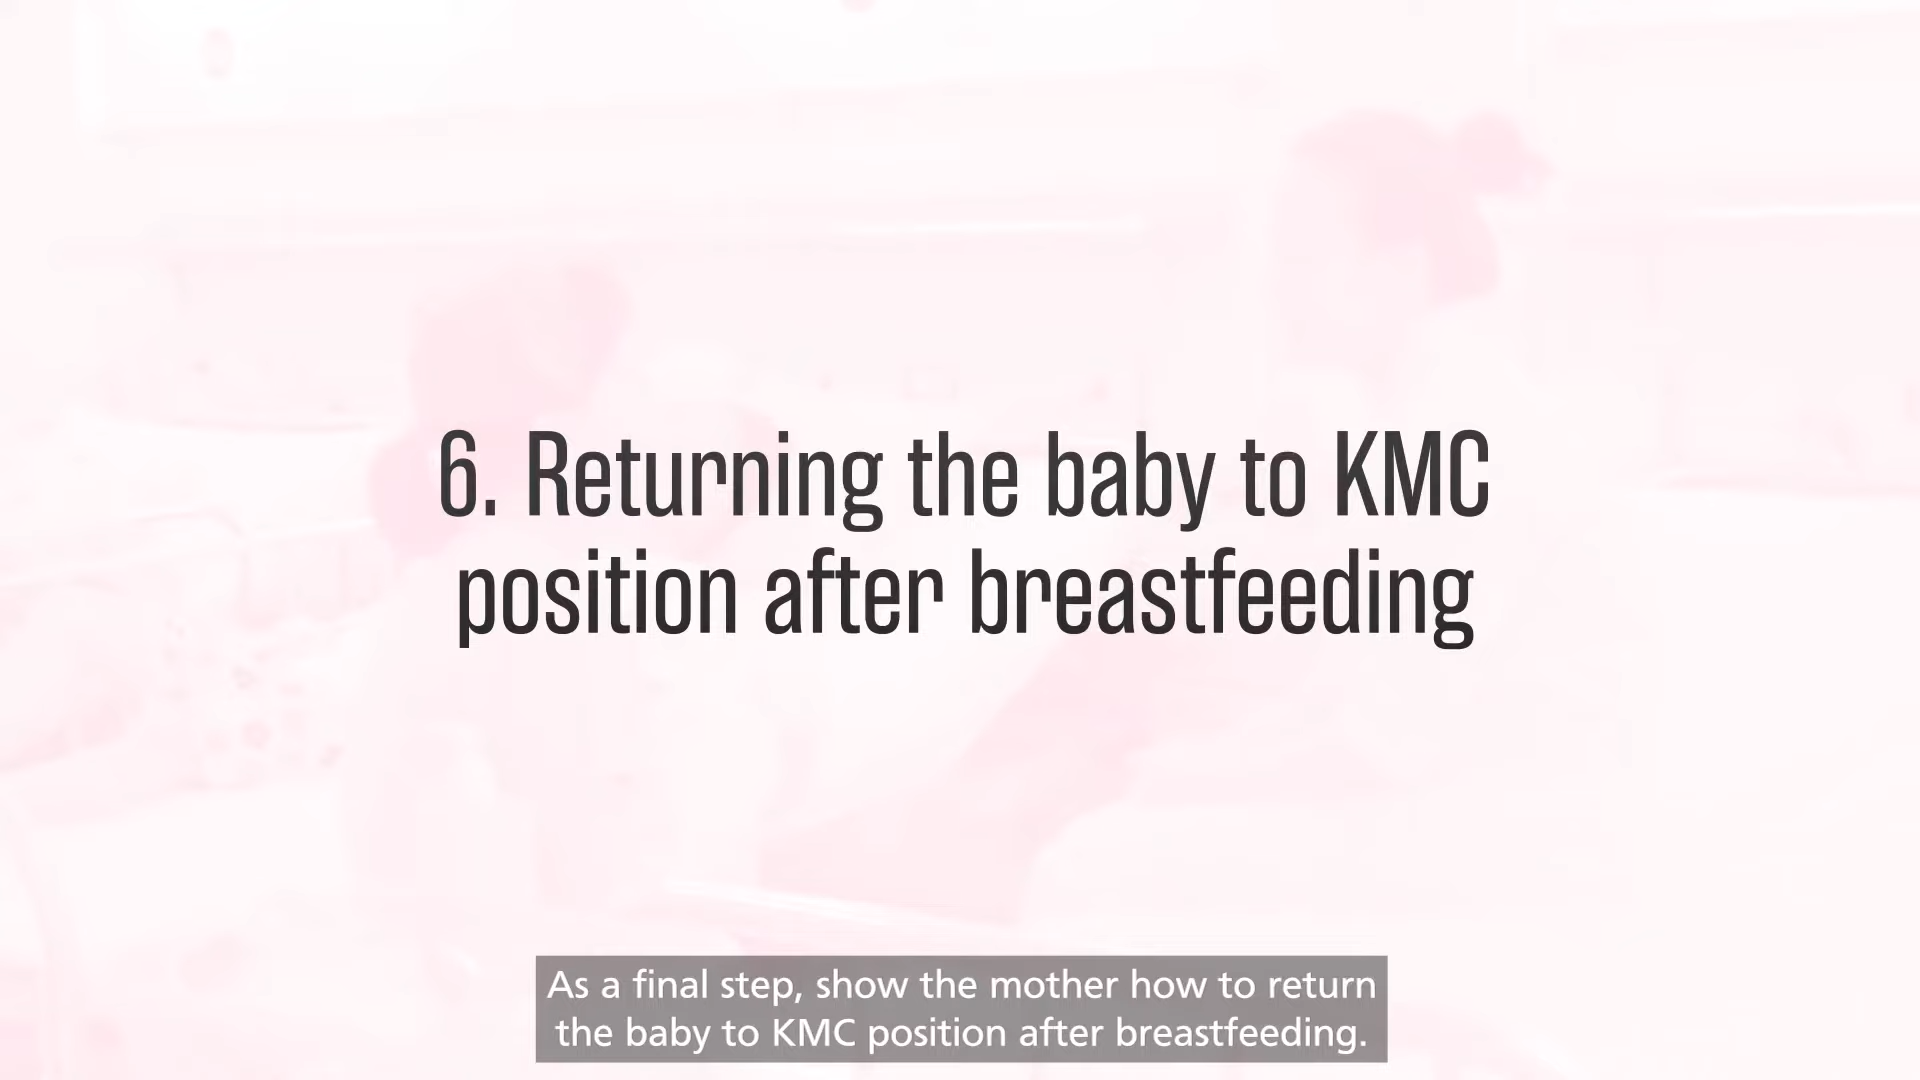 6. Returning the baby to KMC
position after breastfeeding
As a final step, show the mother how to return
the baby to KMC position after breastfeeding.